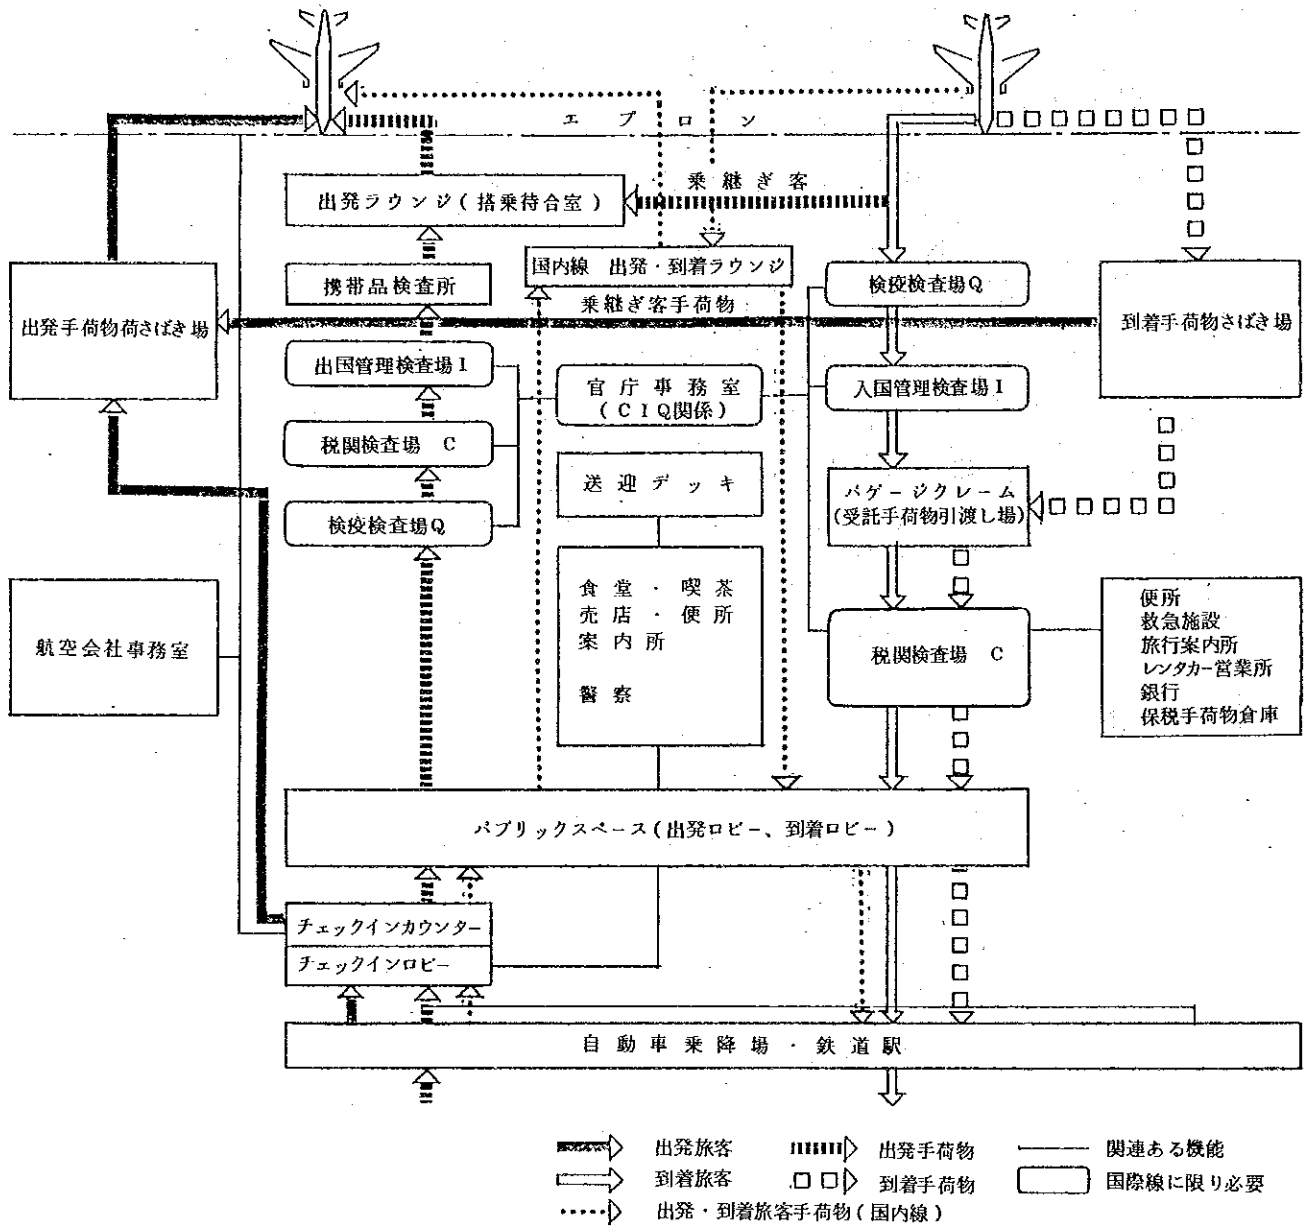 エプロン
乗継ぎ客
出発ラウンジ(搭乗待合室)
国内線 出発・到着ラウンジ
携帯品検査所
検疫検査場Q
乗継ぎ客手荷物
出発手荷物荷さばき場
到着手荷物さばき場
出国管理検査場I
官庁事務室
(CIQ関係)
入国管理検査場I
税関検査場 C
送迎デッキ
バゲージクレーム
(受託手荷物引渡し場)
検疫検査場Q
食堂・喫茶
売店・便所
案内所
警察
航空会社事務室
税関検査場 C
便所
救急施設
旅行案内所
レンタカー営業所
銀行
保税手荷物倉庫
パブリックスペース(出発ロビー、到着ロビー)
チェックインカウンター
チェックインロビー
自動車乗降場・鉄道駅
出発旅客
出発手荷物
関連ある機能
到着旅客
到着手荷物
国際線に限り必要
出発・到着旅客手荷物(国内線)